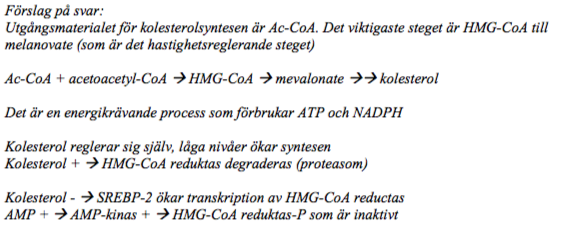 Förslag på svar:
Utgångsmaterialet för kolesterolsyntesen är Ac-CoA. Det viktigaste steget är HMG-CoA till
melanovate (som är det hastighetsreglerande steget)
Ac-CoA + acetoacetyl-CoA → HMG-CoA → mevalonate →→ kolesterol
Det är en energikrävande process som förbrukar ATP och NADPH
Kolesterol reglerar sig själv, låga nivåer ökar syntesen
Kolesterol + → HMG-CoA reduktas degraderas (proteasom)
Kolesterol - → SREBP-2 ökar transkription av HMG-CoA reductas
AMP + → AMP-kinas + → HMG-CoA reduktas-P som är inaktivt